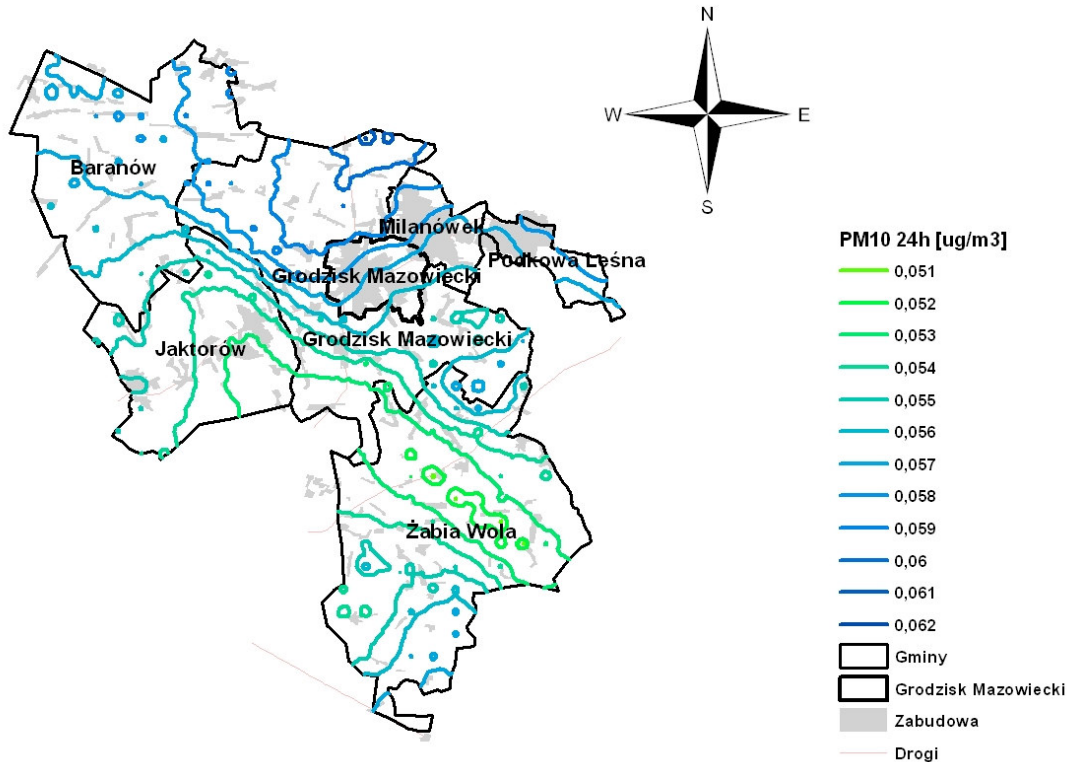 N
W
E
S
Baranów
Milanówek
Podkowa Leśna
Grodzisk Mazowiecki
Grodzisk Mazowiecki
Jaktorów
Żabia Wola
PM10 24h [ug/m3]
0,051
0,052
0,053
0,054
0,055
0,056
0,057
0,058
0,059
0,06
0,061
0,062
Gminy
Grodzisk Mazowiecki
Zabudowa
Drogi